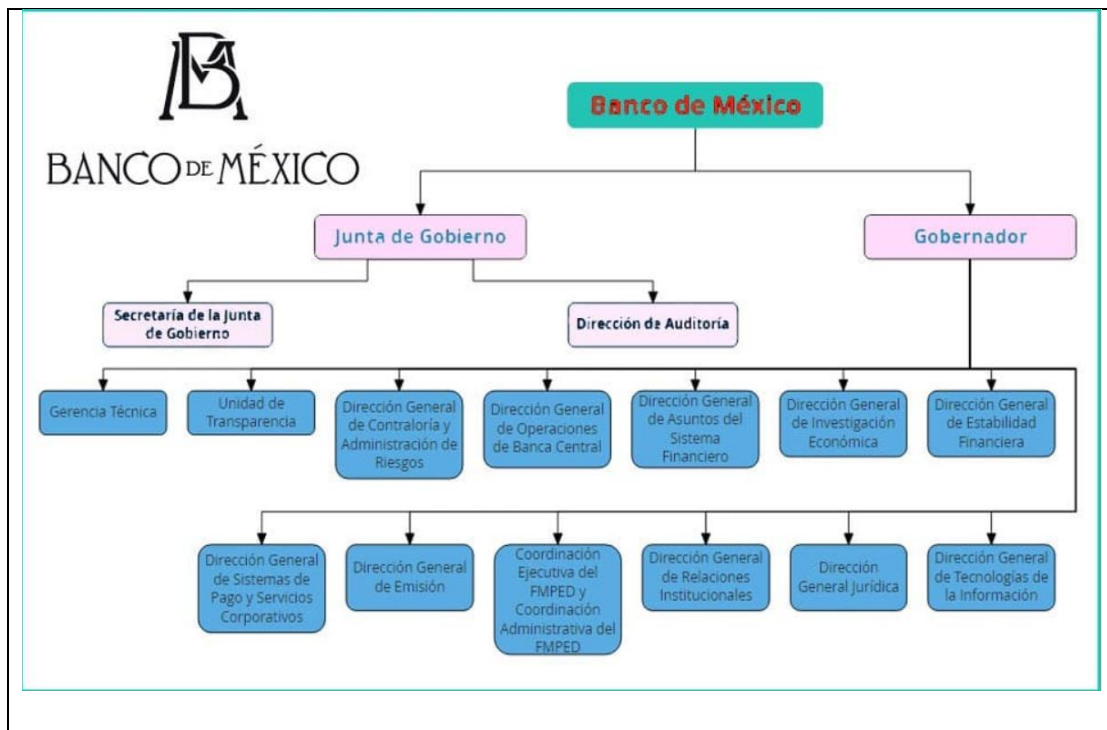 BANCO DE MÉXICO
Banco de México
Junta de Gobierno
Gobernador
Secretaría de la Junta
de Gobierno
Dirección de Auditoría
Gerencia Técnica
Unidad de
Transparencia
Dirección General
de Contraloría y
Administración de
Riesgos
Dirección General
de Operaciones
de Banca Central
Dirección General
de Asuntos del
Sistema
Financiero
Dirección General
de Investigación
Económica
Dirección General
de Estabilidad
Financiera
Dirección General
de Sistemas de
Pago y Servicios
Corporativos
Dirección General
de Emisión
Coordinación
Ejecutiva del
FMPED y
Coordinación
Administrativa del
FMPED
Dirección General
de Relaciones
Institucionales
Dirección
General Jurídica
Dirección General
de Tecnologías de
la Información